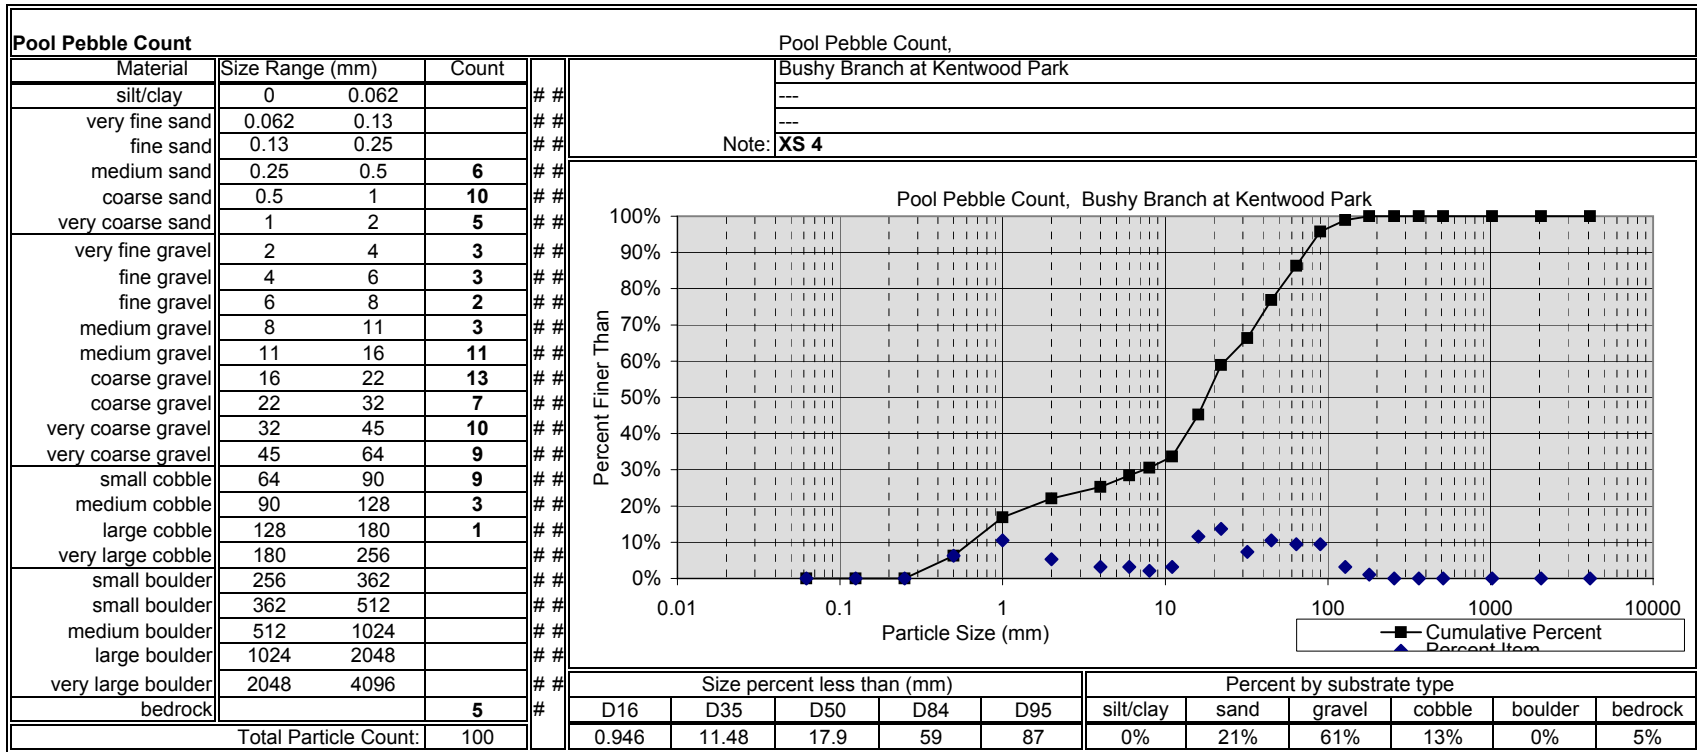 Pool Pebble Count Pool Pebble Count,
Material Size Range (mm) Count Bushy Branch at Kentwood Park
silt/clay 0 0.062 # # ---
very fine sand 0.062 0.13 # # ---
fine sand 0.13 0.25 # # Note: XS 4
medium sand 0.25 0.5 6 # #
coarse sand 0.5 1 10 # #
very coarse sand 1 2 5 # #
very fine gravel 2 4 3 # #
fine gravel 4 6 3 # #
fine gravel 6 8 2 # #
medium gravel 8 11 3 # #
medium gravel 11 16 11 # #
coarse gravel 16 22 13 # #
coarse gravel 22 32 7 # #
very coarse gravel 32 45 10 # #
very coarse gravel 45 64 9 # #
small cobble 64 90 9 # #
medium cobble 90 128 3 # #
large cobble 128 180 1 # #
very large cobble 180 256 # #
small boulder 256 362 # #
small boulder 362 512 # #
medium boulder 512 1024 # #
large boulder 1024 2048 # #
very large boulder 2048 4096 # #
bedrock 5 #
Total Particle Count: 100
Pool Pebble Count, Bushy Branch at Kentwood Park
100%
90%
80%
70%
60%
50%
40%
30%
20%
10%
0%
Percent Finer Than
0.01 0.1 1 10 100 1000 10000
Particle Size (mm)
Cumulative Percent
Percent Item
Size percent less than (mm) Percent by substrate type
D16 D35 D50 D84 D95 silt/clay sand gravel cobble boulder bedrock
0.946 11.48 17.9 59 87 0% 21% 61% 13% 0% 5%